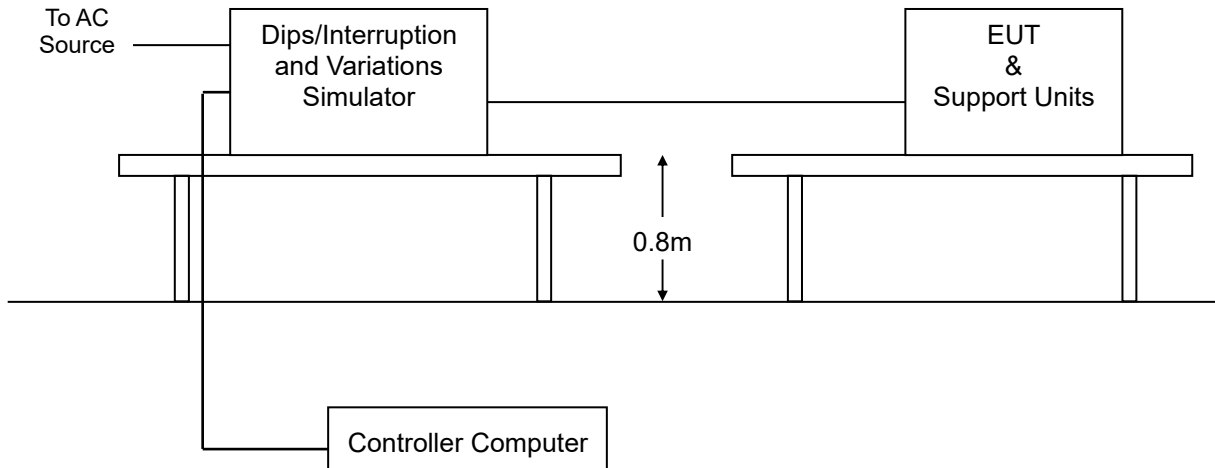 To AC
Source
Dips/Interruption
and Variations
Simulator
EUT
&
Support Units
0.8m
Controller Computer